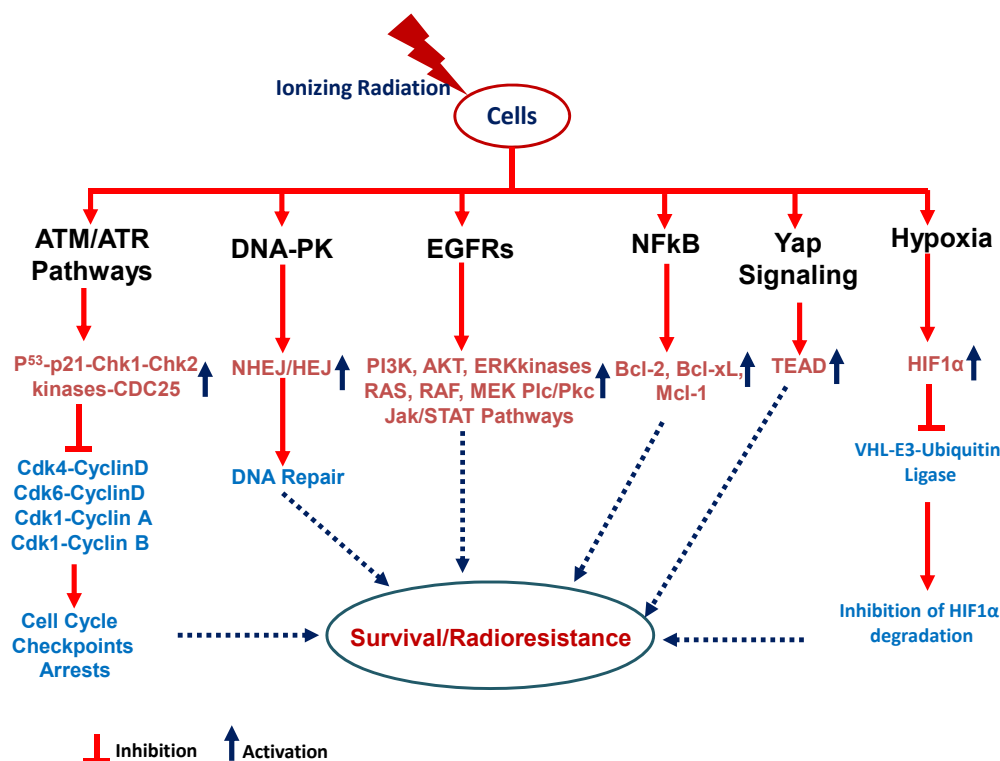 Ionizing Radiation
Cells
ATM/ATR
Pathways
DNA-PK
EGFRs
NFkB
Yap
Signaling
Hypoxia
P53-p21-Chk1-Chk2
kinases-CDC25
NHEJ/HEJ
PI3K, AKT, ERKkinases
RAS, RAF, MEK Plc/Pkc
Jak/STAT Pathways
Bcl-2, Bcl-xL,
Mcl-1
TEAD
HIF1α
Cdk4-CyclinD
Cdk6-CyclinD
Cdk1-Cyclin A
Cdk1-Cyclin B
DNA Repair
VHL-E3-Ubiquitin
Ligase
Cell Cycle
Checkpoints
Arrests
Survival/Radioresistance
Inhibition of HIF1α
degradation
Inhibition
Activation